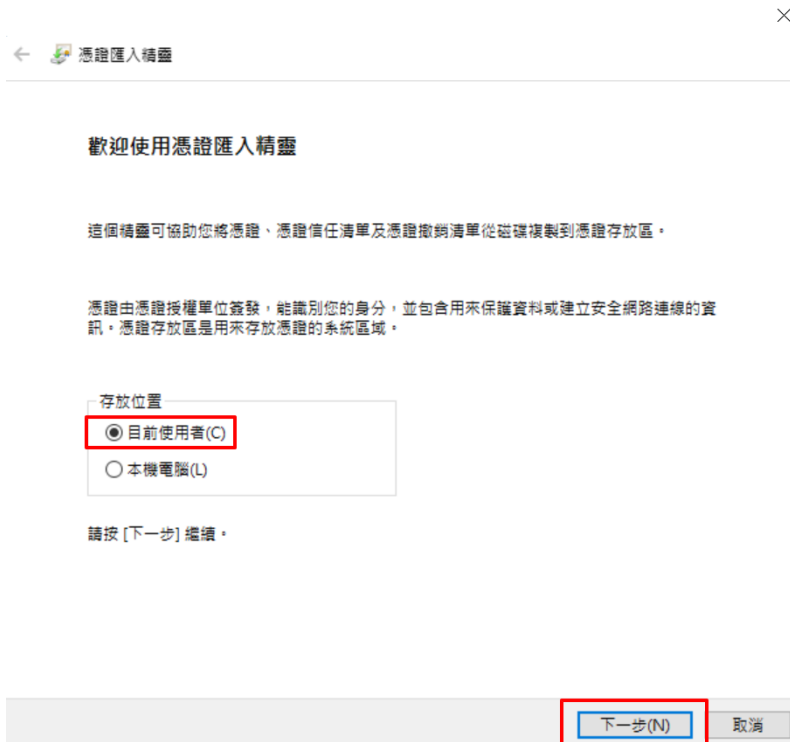 憑證匯入精靈
歡迎使用憑證匯入精靈
這個精靈可協助您將憑證、憑證信任清單及憑證撤銷清單從磁碟複製到憑證存放區。
憑證由憑證授權單位簽發，能識別您的身分，並包含用來保護資料或建立安全網路連線的資
訊。憑證存放區是用來存放憑證的系統區域。
存放位置
目前使用者(C)
本機電腦(L)
請按 [下一步] 繼續。
下一步(N)
取消